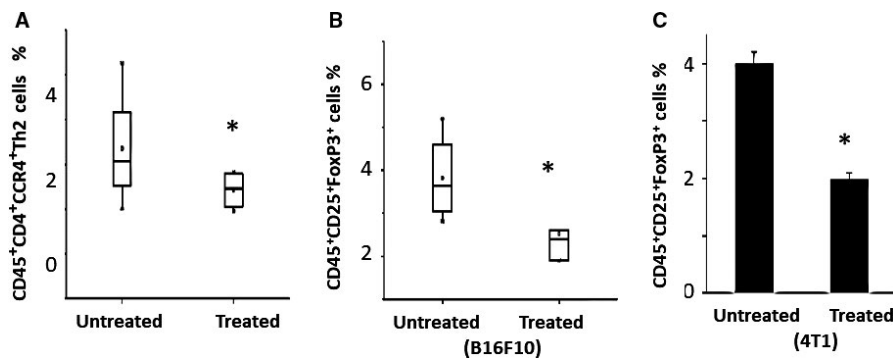 A
CD45⁺CD4⁺CCR4⁺Th2 cells %
4
2
0
*
Untreated
Treated
B
CD45⁺CD25⁺FoxP3⁺ cells %
6
4
2
*
Untreated
Treated
(B16F10)
C
CD45⁺CD25⁺FoxP3⁺ cells %
4
2
0
*
Untreated
Treated
(4T1)